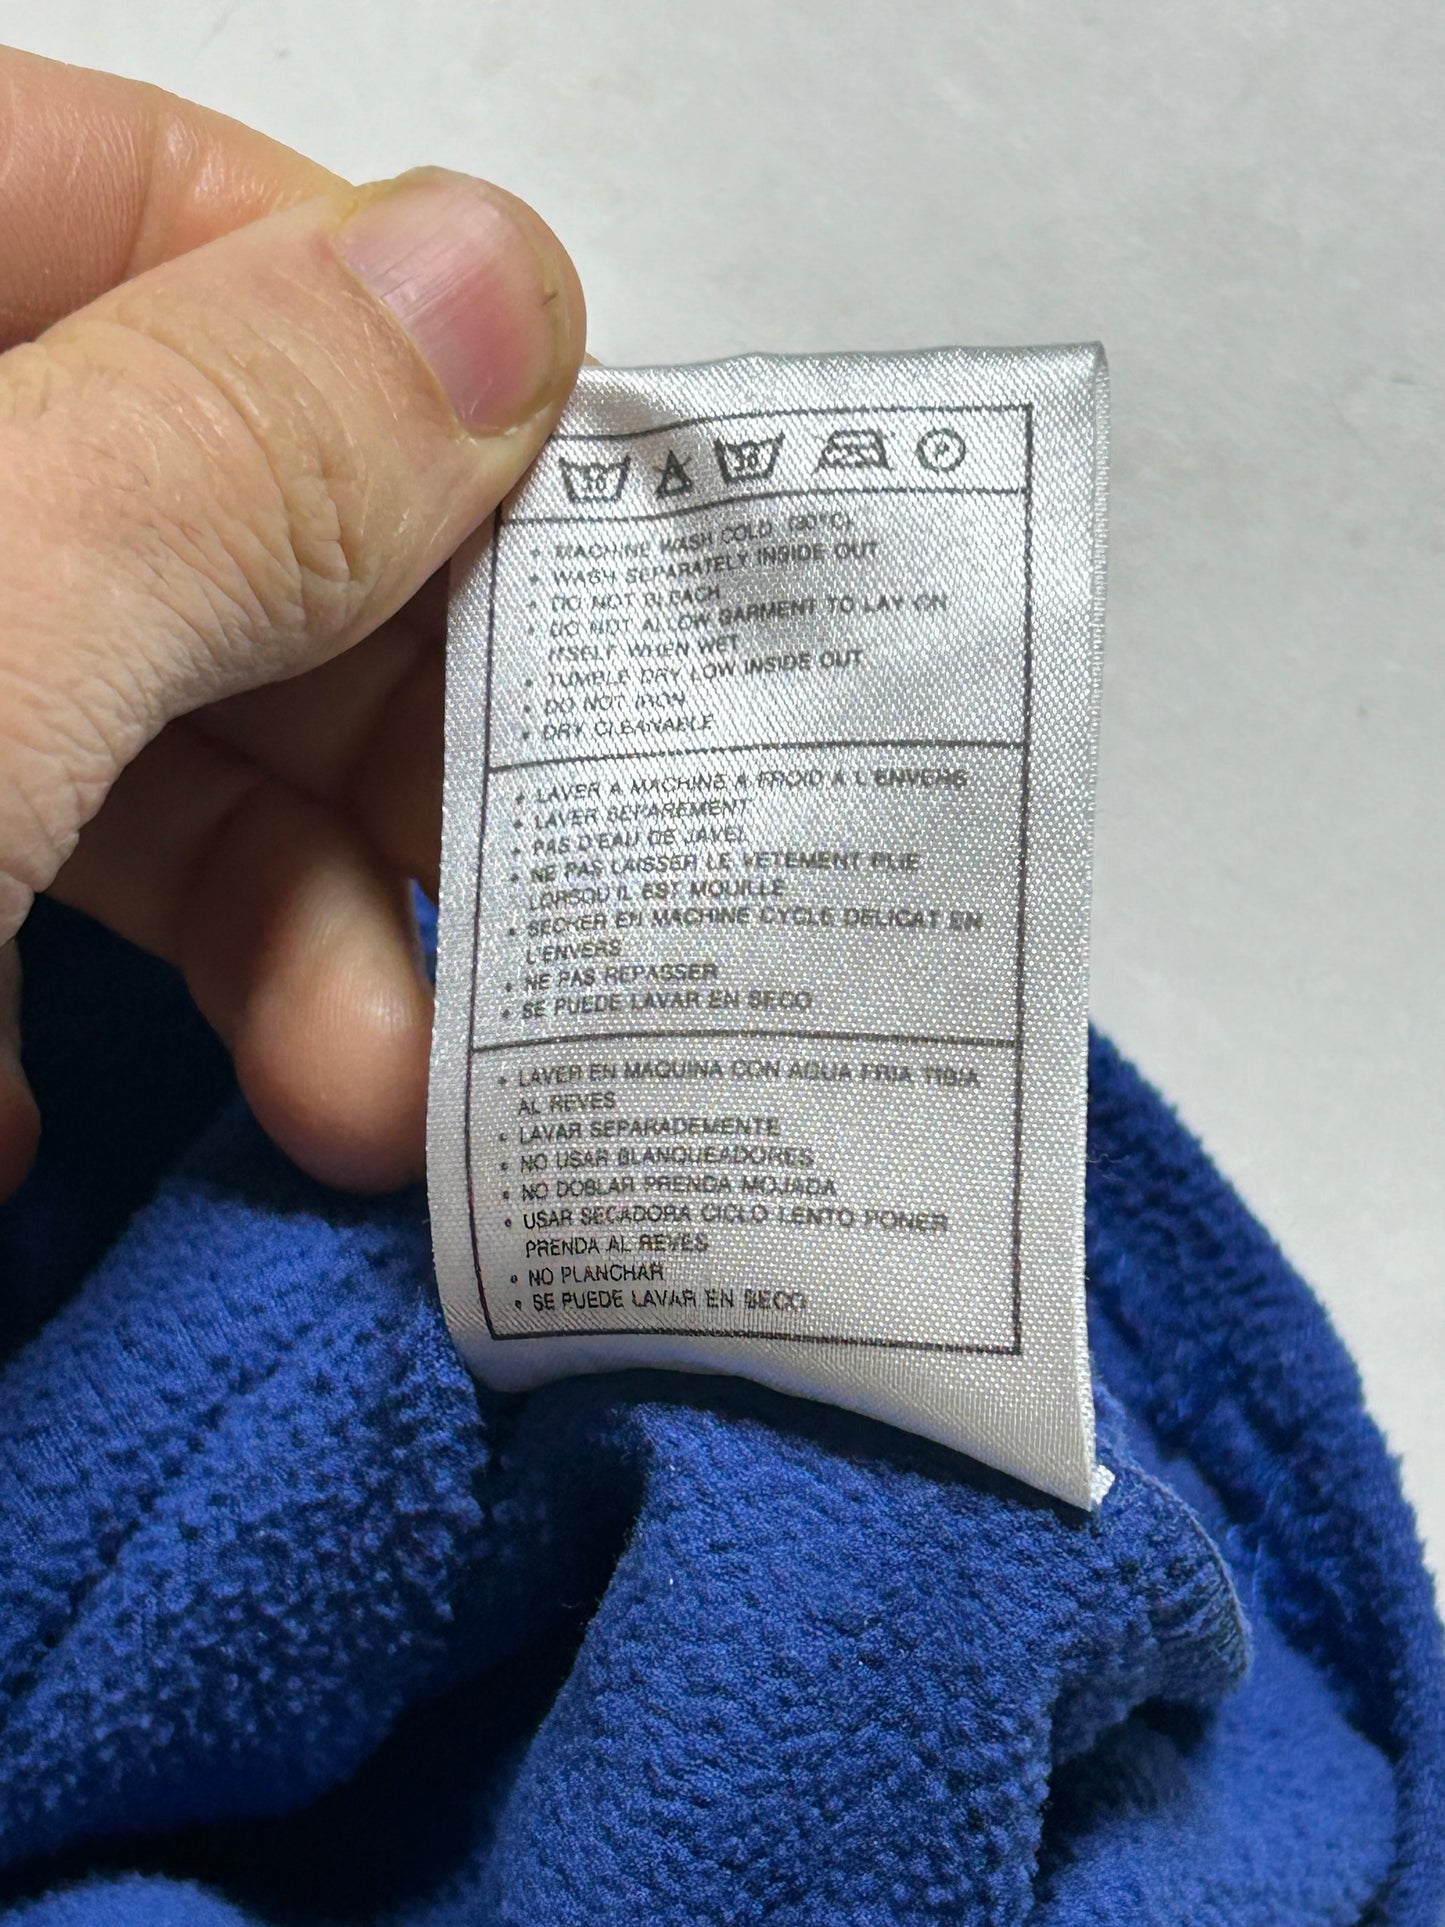 30 30 P
• MACHINE WASH COLD (30°C),
• WASH SEPARATELY INSIDE OUT
• DO NOT BLEACH
• DO NOT ALLOW GARMENT TO LAY ON
ITSELF WHEN WET
• TUMBLE DRY LOW INSIDE OUT
• DO NOT IRON
• DRY CLEANABLE
• LAVER A MACHINE A FROID A L'ENVERS
• LAVER SEPAREMENT
• PAS D'EAU DE JAVEL
• NE PAS LAISSER LE VETEMENT PLIE
LORSQU'IL EST MOUILLE
• SECHER EN MACHINE CYCLE DELICAT EN
L'ENVERS
• NE PAS REPASSER
• SE PUEDE LAVAR EN SECO
• LAVER EN MAQUINA CON AGUA FRIA TIBIA
AL REVES
• LAVAR SEPARADEMENTE
• NO USAR BLANQUEADORES
• NO DOBLAR PRENDA MOJADA
• USAR SECADORA CICLO LENTO PONER
PRENDA AL REVES
• NO PLANCHAR
• SE PUEDE LAVAR EN SECO